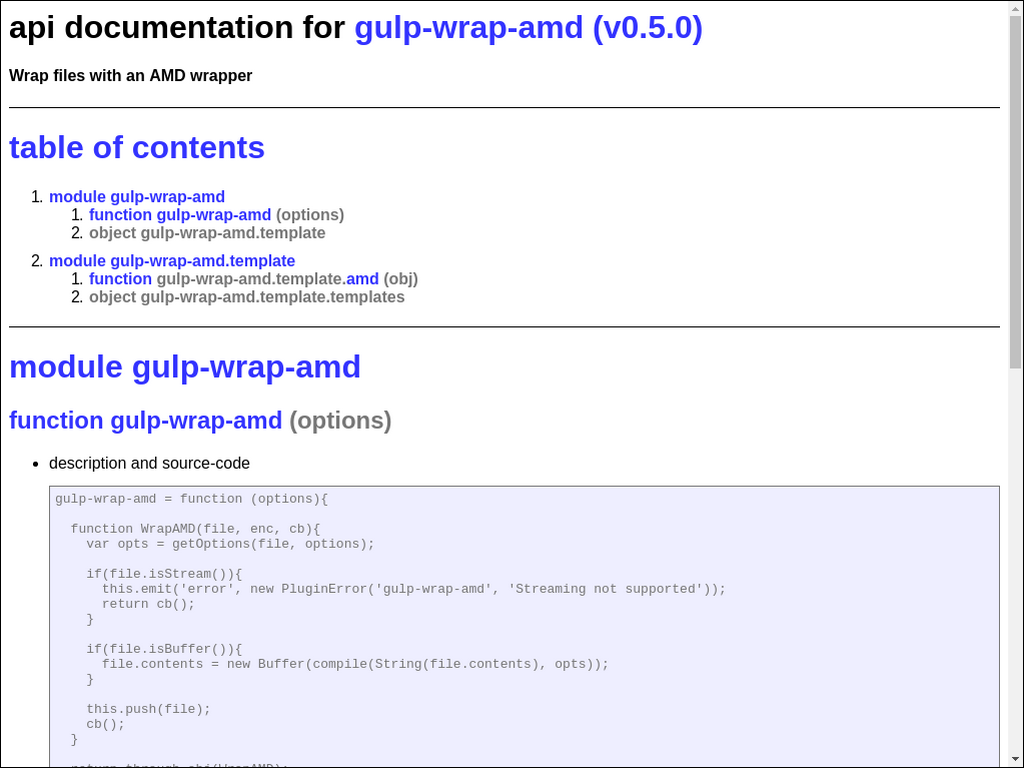 api documentation for gulp-wrap-amd (v0.5.0)
Wrap files with an AMD wrapper
table of contents
1. module gulp-wrap-amd
1. function gulp-wrap-amd (options)
2. object gulp-wrap-amd.template
2. module gulp-wrap-amd.template
1. function gulp-wrap-amd.template.amd (obj)
2. object gulp-wrap-amd.template.templates
module gulp-wrap-amd
function gulp-wrap-amd (options)
• description and source-code
gulp-wrap-amd = function (options){
  function WrapAMD(file, enc, cb){
    var opts = getOptions(file, options);
    if(file.isStream()){
      this.emit('error', new PluginError('gulp-wrap-amd', 'Streaming not supported'));
      return cb();
    }
    if(file.isBuffer()){
      file.contents = new Buffer(compile(String(file.contents), opts));
    }
    this.push(file);
    cb();
  }
  return through.obj(WrapAMD);